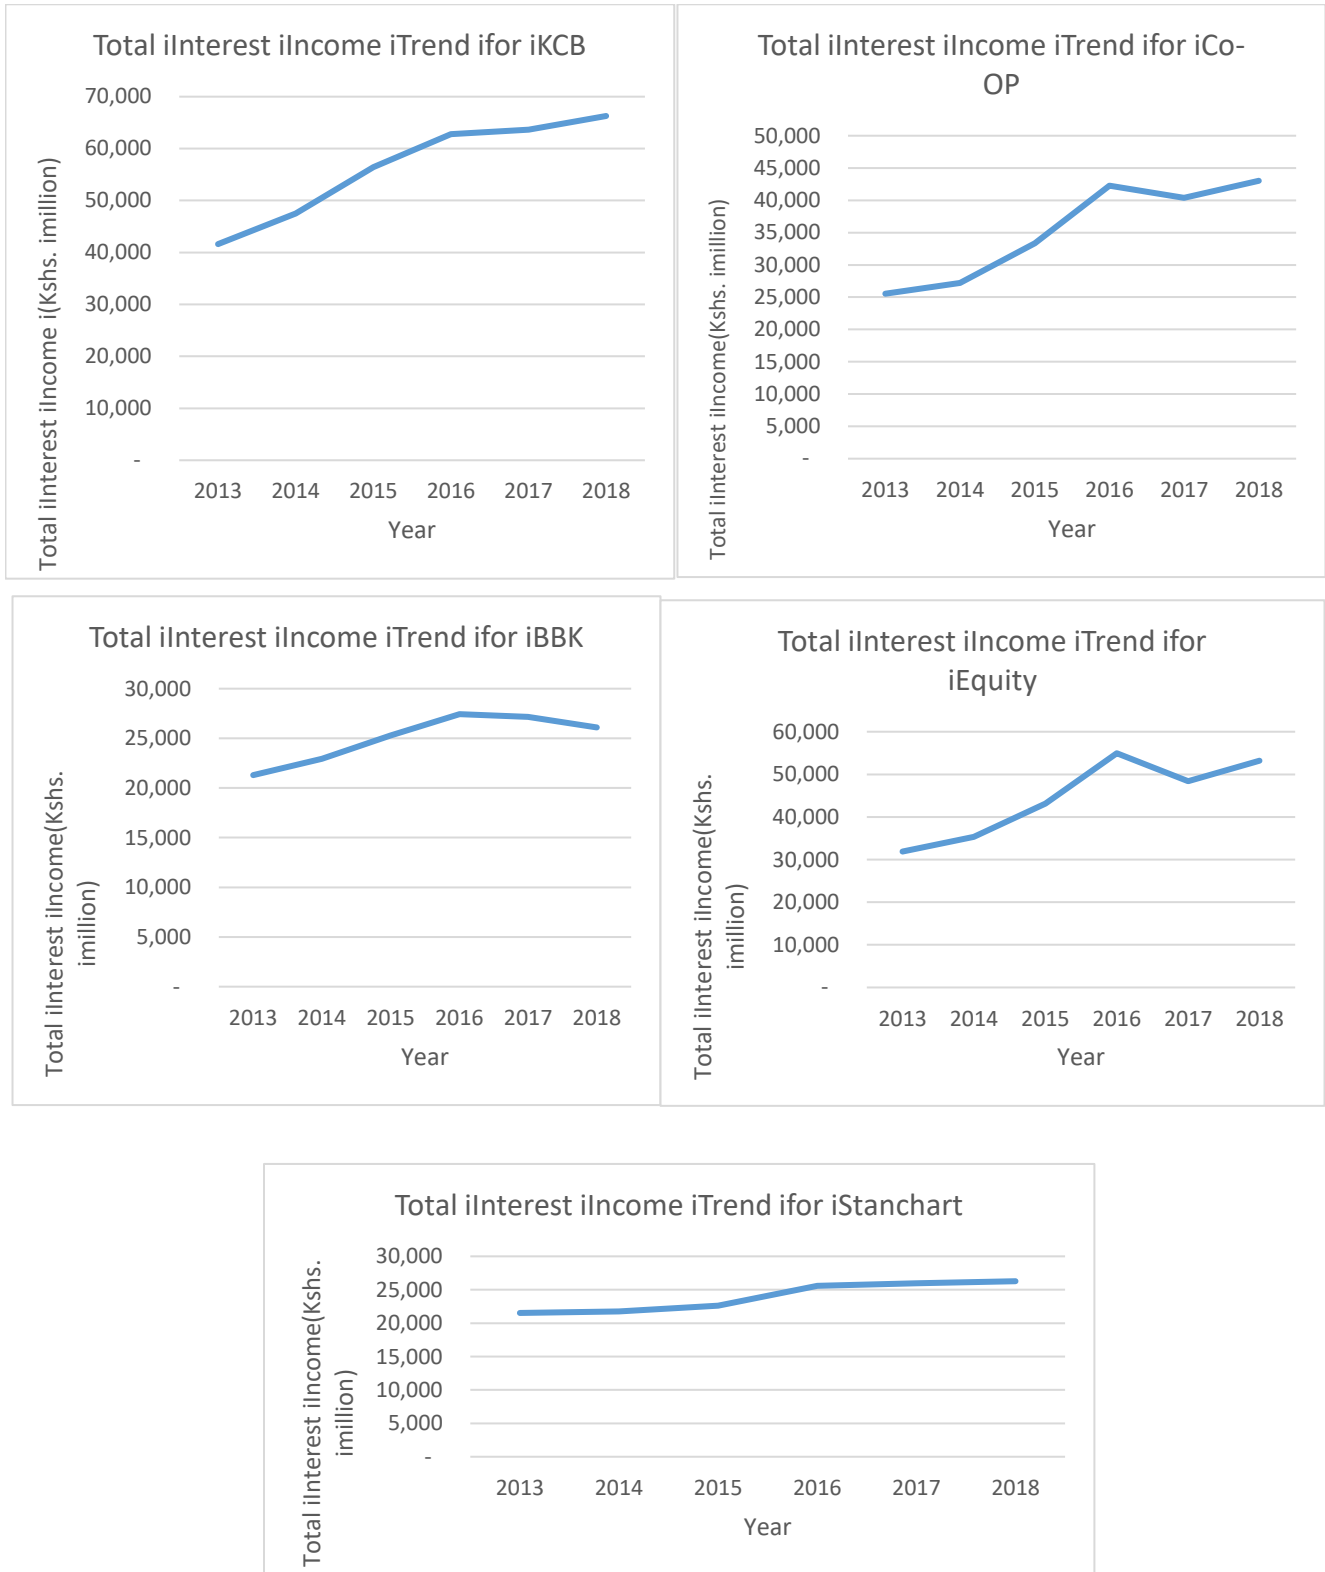 Total iInterest iIncome iTrend ifor iKCB
Total iInterest iIncome i(Kshs. imillion)
70,000
60,000
50,000
40,000
30,000
20,000
10,000
-
2013 2014 2015 2016 2017 2018
Year
Total iInterest iIncome iTrend ifor iCo-
OP
Total iInterest iIncome(Kshs. imillion)
50,000
45,000
40,000
35,000
30,000
25,000
20,000
15,000
10,000
5,000
-
2013 2014 2015 2016 2017 2018
Year
Total iInterest iIncome iTrend ifor iBBK
Total iInterest iIncome(Kshs.
imillion)
30,000
25,000
20,000
15,000
10,000
5,000
-
2013 2014 2015 2016 2017 2018
Year
Total iInterest iIncome iTrend ifor
iEquity
Total iInterest iIncome(Kshs.
imillion)
60,000
50,000
40,000
30,000
20,000
10,000
-
2013 2014 2015 2016 2017 2018
Year
Total iInterest iIncome iTrend ifor iStanchart
Total iInterest iIncome(Kshs.
imillion)
30,000
25,000
20,000
15,000
10,000
5,000
-
2013 2014 2015 2016 2017 2018
Year